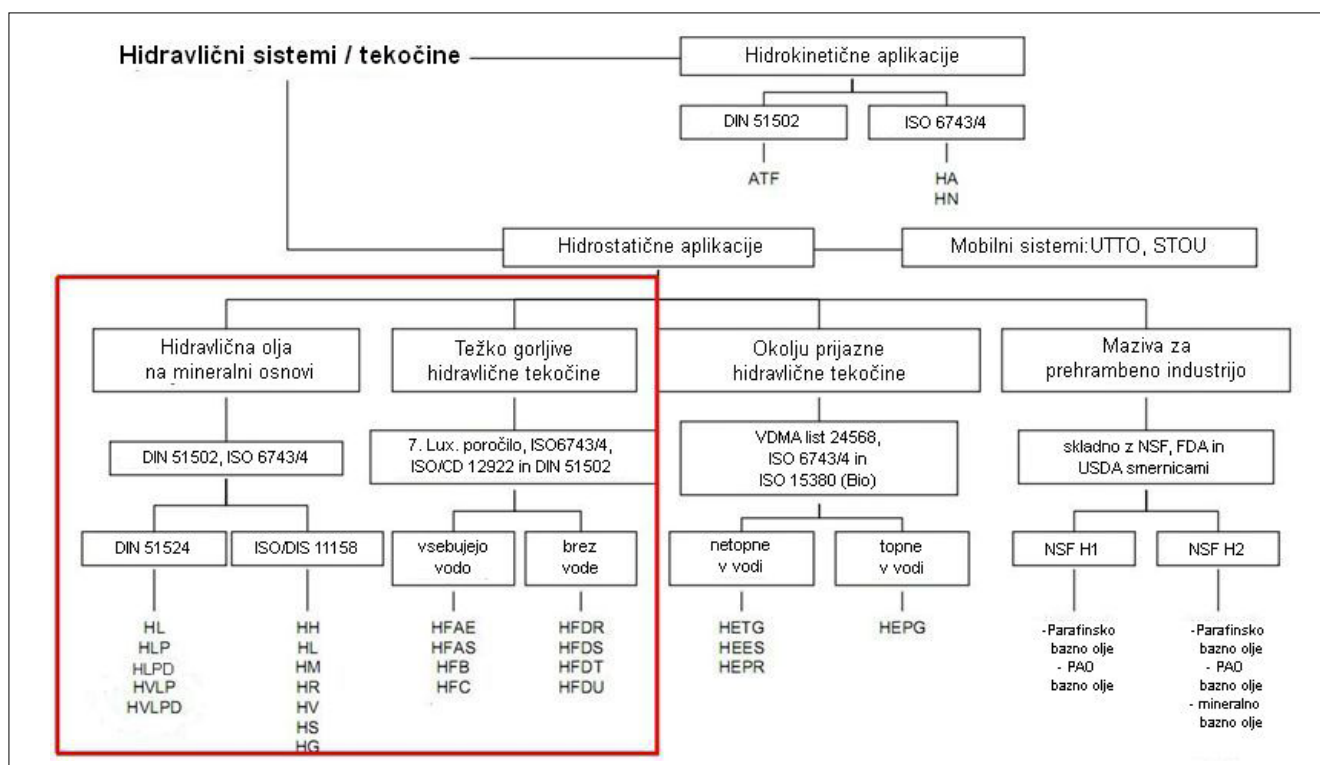 Hidravlični sistemi / tekočine
Hidrokinetične aplikacije
DIN 51502
ISO 6743/4
ATF
HA
HN
Hidrostatične aplikacije
Mobilni sistemi:UTTO, STOU
Hidravlična olja
na mineralni osnovi
Težko gorljive
hidravlične tekočine
Okolju prijazne
hidravlične tekočine
Maziva za
prehrambeno industrijo
DIN 51502, ISO 6743/4
7. Lux. poročilo, ISO6743/4,
ISO/CD 12922 in DIN 51502
VDMA list 24568,
ISO 6743/4 in
ISO 15380 (Bio)
skladno z NSF, FDA in
USDA smernicami
DIN 51524
ISO/DIS 11158
vsebujejo
vodo
brez
vode
netopne
v vodi
topne
v vodi
NSF H1
NSF H2
HL
HLP
HLPD
HVLP
HVLPD
HH
HL
HM
HR
HV
HS
HG
HFAE
HFAS
HFB
HFC
HFDR
HFDS
HFDT
HFDU
HETG
HEES
HEPR
HEPG
-Parafinsko
bazno olje
- PAO
bazno olje
-Parafinsko
bazno olje
- PAO
bazno olje
- mineralno
bazno olje